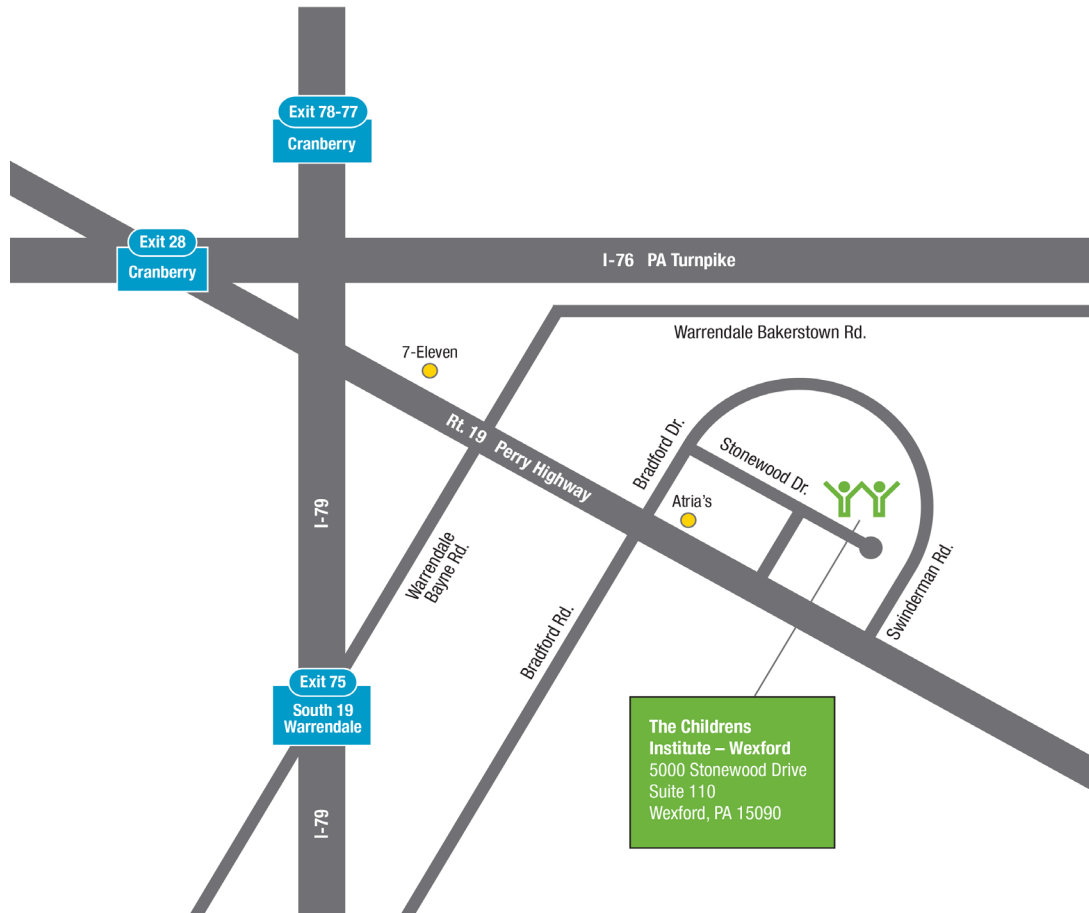 Exit 78-77
Cranberry
Exit 28
Cranberry
I-76 PA Turnpike
Warrendale Bakerstown Rd.
7-Eleven
Rt. 19 Perry Highway
Bradford Dr.
Stonewood Dr.
Atria's
I-79
Warrendale
Bayne Rd.
Swinderman Rd.
Bradford Rd.
Exit 75
South 19
Warrendale
The Childrens
Institute – Wexford
5000 Stonewood Drive
Suite 110
Wexford, PA 15090
I-79